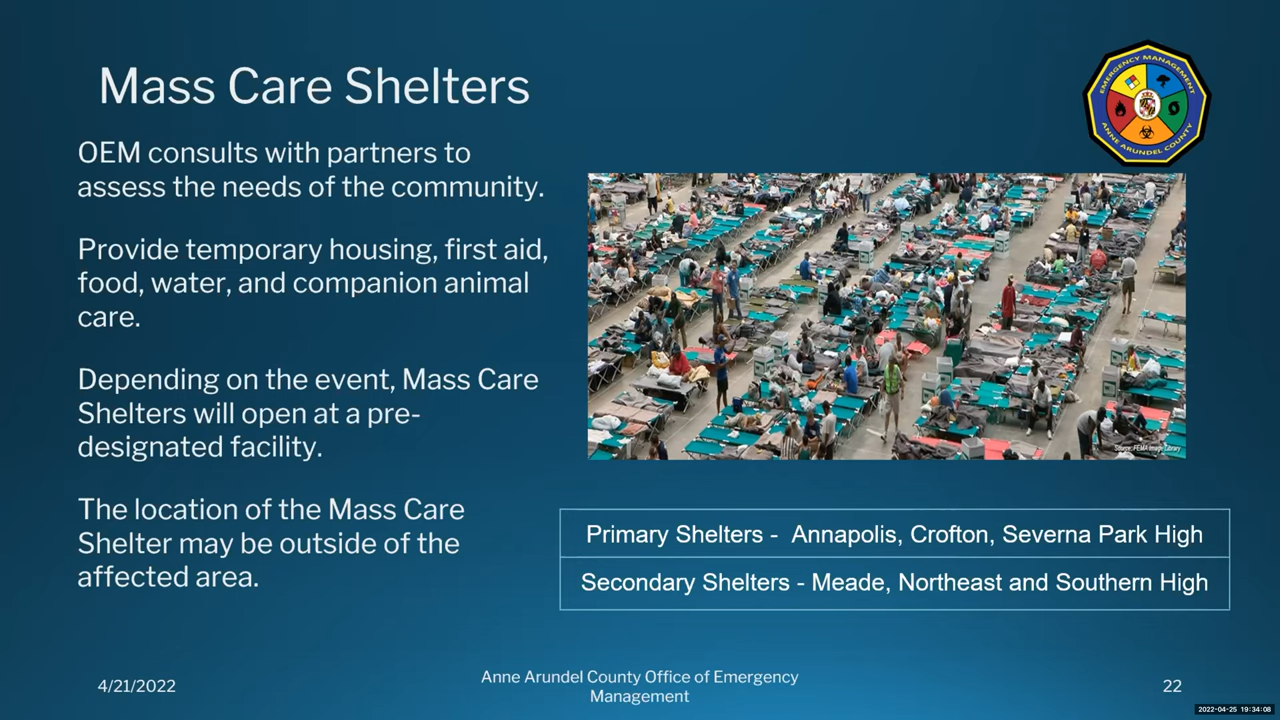 Mass Care Shelters
EMERGENCY MANAGEMENT
ANNE ARUNDEL COUNTY
OEM consults with partners to
assess the needs of the community.
Provide temporary housing, first aid,
food, water, and companion animal
care.
Depending on the event, Mass Care
Shelters will open at a pre-
designated facility.
The location of the Mass Care
Shelter may be outside of the
affected area.
Source: FEMA Image Library
Primary Shelters - Annapolis, Crofton, Severna Park High
Secondary Shelters - Meade, Northeast and Southern High
4/21/2022
Anne Arundel County Office of Emergency
Management
22
2022-04-25 19:34:08